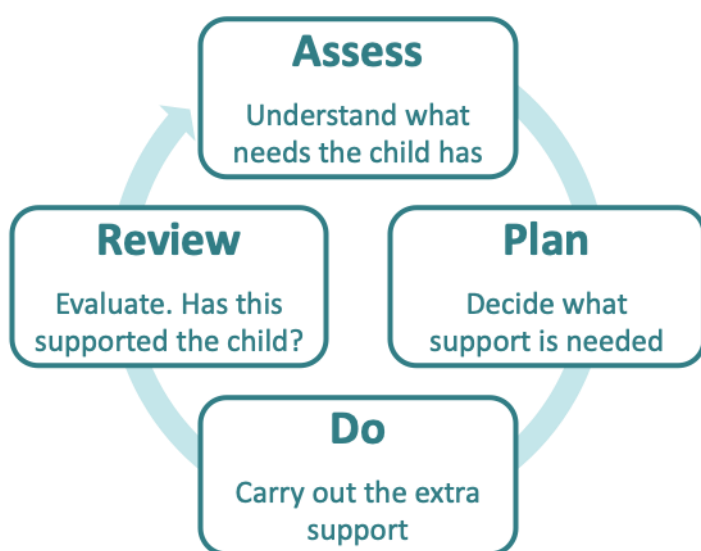 Assess
Understand what
needs the child has
Review
Evaluate. Has this
supported the child?
Plan
Decide what
support is needed
Do
Carry out the extra
support